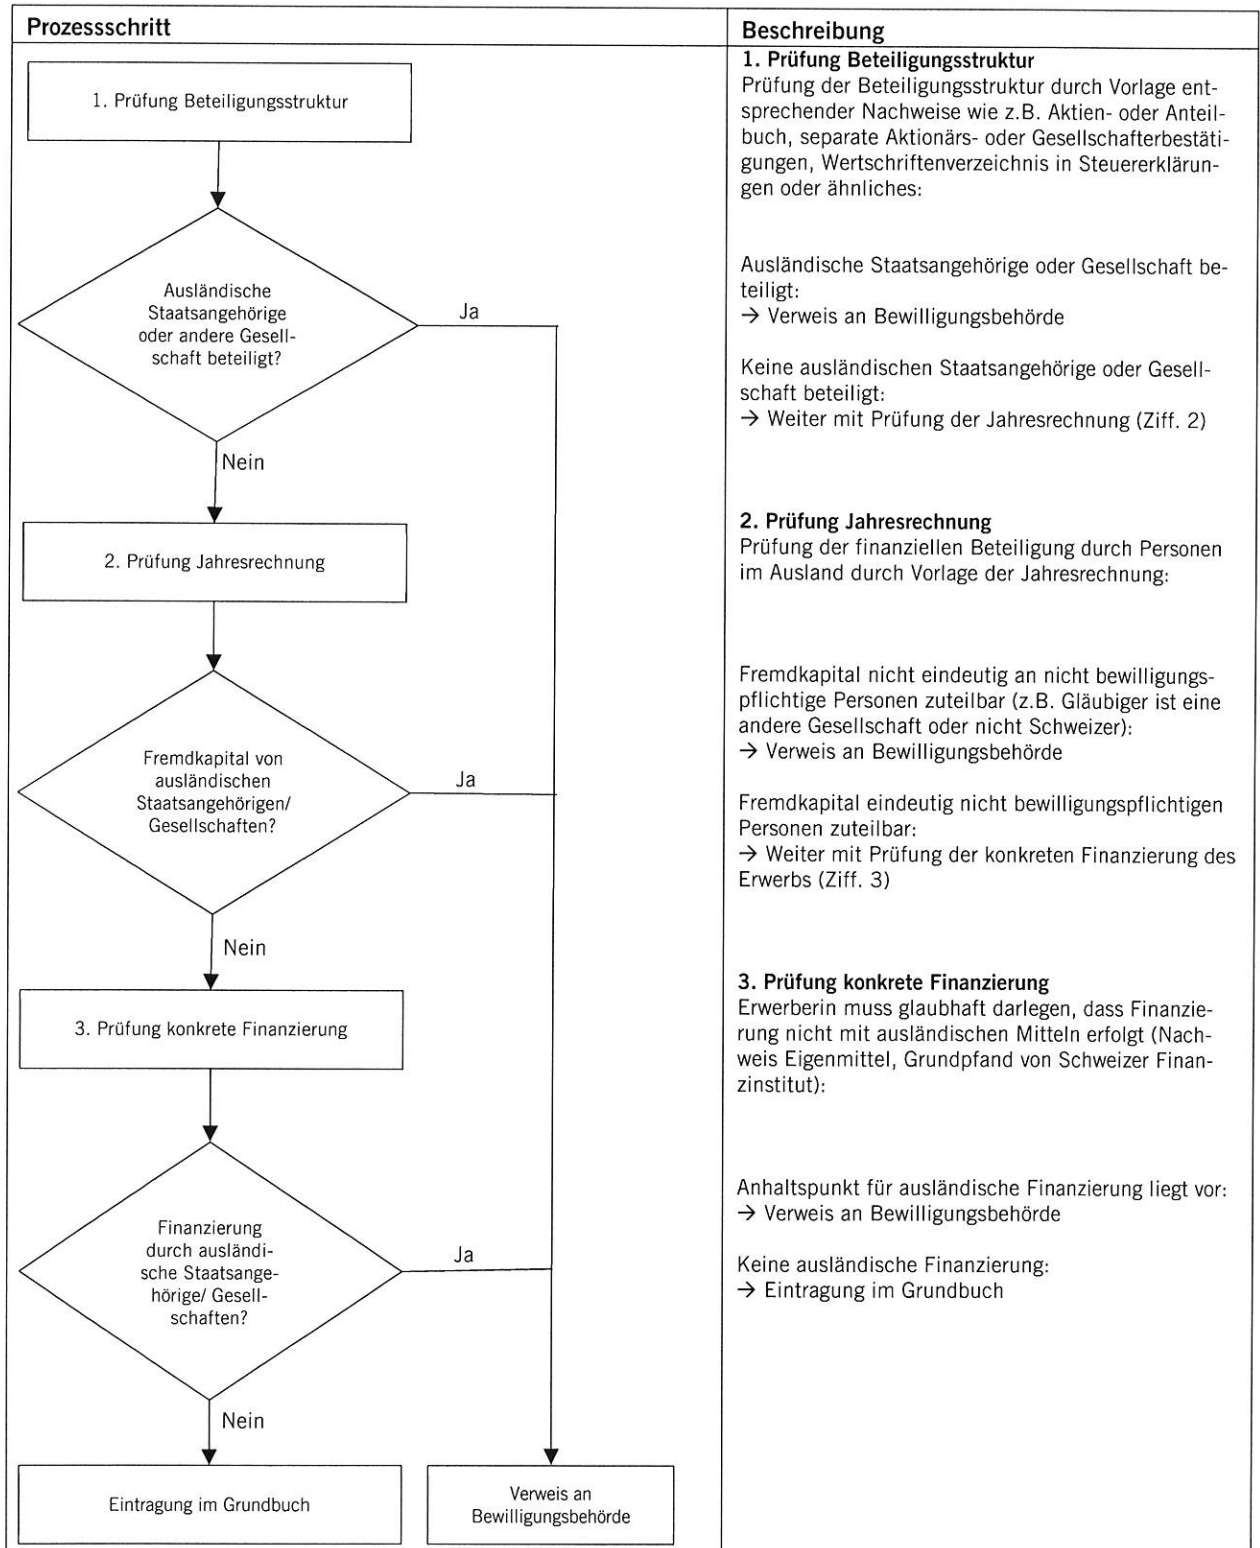 Prozessschritt
1. Prüfung Beteiligungsstruktur
Ausländische
Staatsangehörige
oder andere Gesell-
schaft beteiligt?
Ja
Nein
2. Prüfung Jahresrechnung
Fremdkapital von
ausländischen
Staatsangehörigen/
Gesellschaften?
Ja
Nein
3. Prüfung konkrete Finanzierung
Finanzierung
durch ausländi-
sche Staatsange-
hörige/ Gesell-
schaften?
Ja
Nein
Eintragung im Grundbuch
Verweis an
Bewilligungsbehörde
Beschreibung
1. Prüfung Beteiligungsstruktur
Prüfung der Beteiligungsstruktur durch Vorlage ent-
sprechender Nachweise wie z.B. Aktien- oder Anteil-
buch, separate Aktionärs- oder Gesellschafterbestäti-
gungen, Wertschriftenverzeichnis in Steuererklärun-
gen oder ähnliches:
Ausländische Staatsangehörige oder Gesellschaft be-
teiligt:
→ Verweis an Bewilligungsbehörde
Keine ausländischen Staatsangehörige oder Gesell-
schaft beteiligt:
→ Weiter mit Prüfung der Jahresrechnung (Ziff. 2)
2. Prüfung Jahresrechnung
Prüfung der finanziellen Beteiligung durch Personen
im Ausland durch Vorlage der Jahresrechnung:
Fremdkapital nicht eindeutig an nicht bewilligungs-
pflichtige Personen zuteilbar (z.B. Gläubiger ist eine
andere Gesellschaft oder nicht Schweizer):
→ Verweis an Bewilligungsbehörde
Fremdkapital eindeutig nicht bewilligungspflichtigen
Personen zuteilbar:
→ Weiter mit Prüfung der konkreten Finanzierung des
Erwerbs (Ziff. 3)
3. Prüfung konkrete Finanzierung
Erwerberin muss glaubhaft darlegen, dass Finanzie-
rung nicht mit ausländischen Mitteln erfolgt (Nach-
weis Eigenmittel, Grundpfand von Schweizer Finan-
zinstitut):
Anhaltspunkt für ausländische Finanzierung liegt vor:
→ Verweis an Bewilligungsbehörde
Keine ausländische Finanzierung:
→ Eintragung im Grundbuch